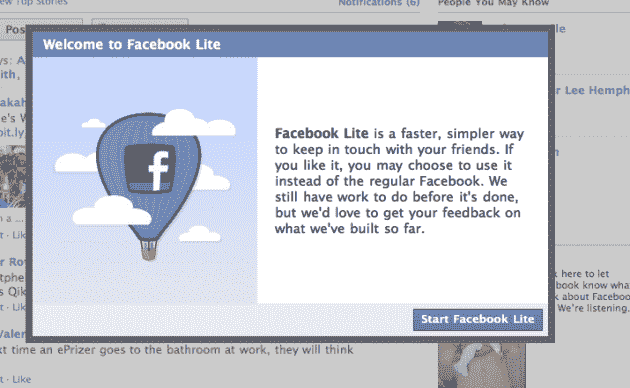 ew Top Stories
Notifications (6)
People You May Know
Pos
Welcome to Facebook Lite
le
ys: A
ith,
akah
e's W
bit.ly
er Lee Hemph
Facebook Lite is a faster, simpler way
to keep in touch with your friends. If
you like it, you may choose to use it
instead of the regular Facebook. We
still have work to do before it's done,
but we'd love to get your feedback on
what we've built so far.
n a ...
t · Like
er Ro
tphe
s Qik
t · Like
k here to let
ebook know wha
k about Faceboo
We're listening.
Start Facebook Lite
Valen
xt time an ePrizer goes to the bathroom at work, they will think
t · Like